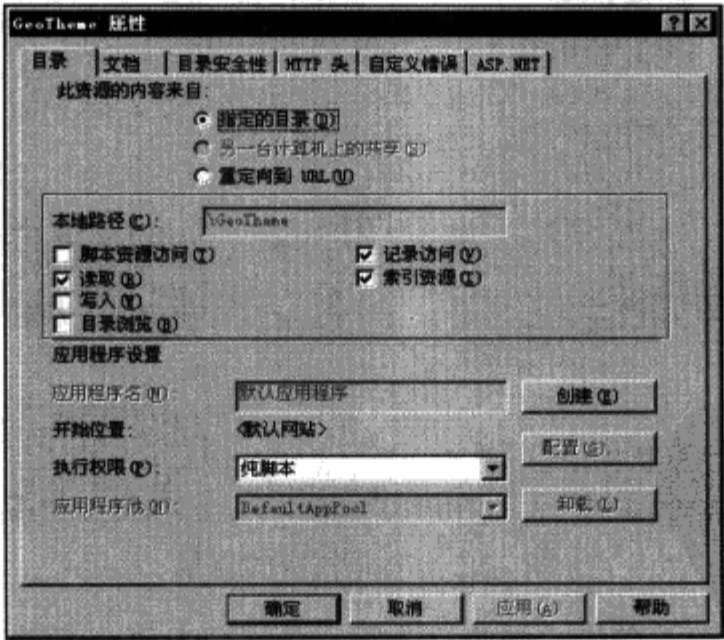 GeoTheme 属性
目录 文档 目录安全性 HTTP 头 自定义错误 ASP.NET
此资源的内容来自:
指定的目录(D)
另一台计算机上的共享(S)
重定向到 URL(U)
本地路径(C): \GeoTheme
脚本资源访问(T) 记录访问(V)
读取(R) 索引资源(I)
写入(W)
目录浏览(B)
应用程序设置
应用程序名(M): 默认应用程序 创建(E)
开始位置: <默认网站> 配置(G)...
执行权限(P): 纯脚本
应用程序池(N): DefaultAppPool 卸载(L)
确定 取消 应用(A) 帮助